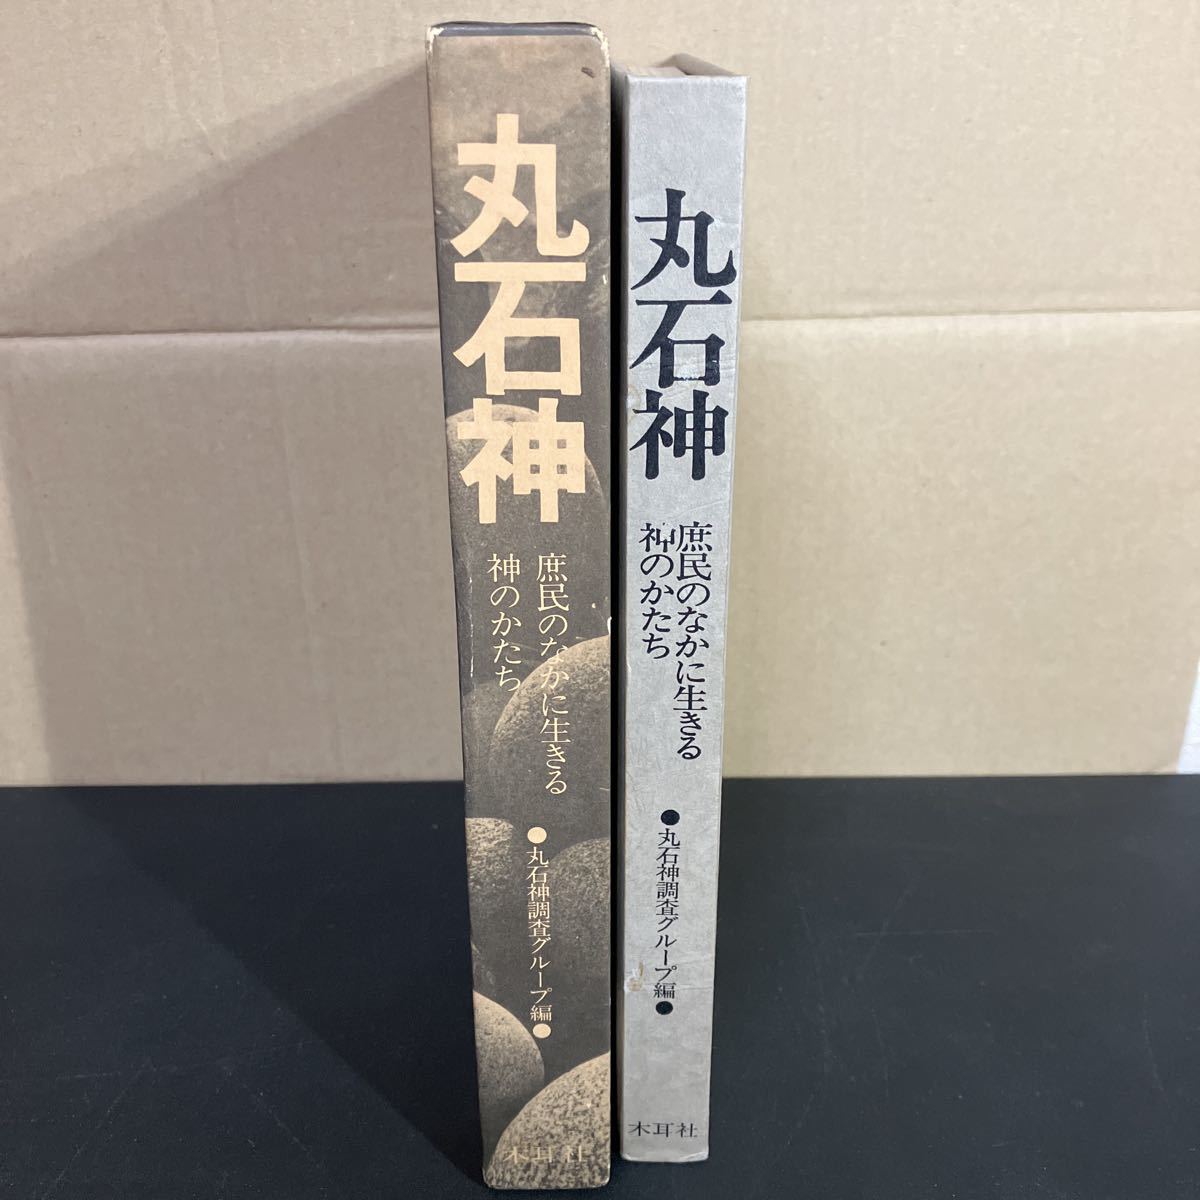 丸石神
庶民のなかに生きる
神のかたち
●丸石神調査グループ編●
木耳社
丸石神
庶民のなかに生きる
神のかたち
●丸石神調査グループ編●
木耳社